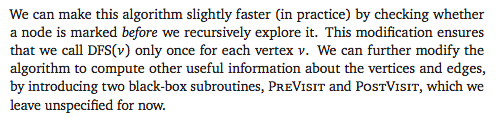 We can make this algorithm slightly faster (in practice) by checking whether
a node is marked before we recursively explore it. This modification ensures
that we call DFS(v) only once for each vertex v. We can further modify the
algorithm to compute other useful information about the vertices and edges,
by introducing two black-box subroutines, PREVISIT and POSTVISIT, which we
leave unspecified for now.